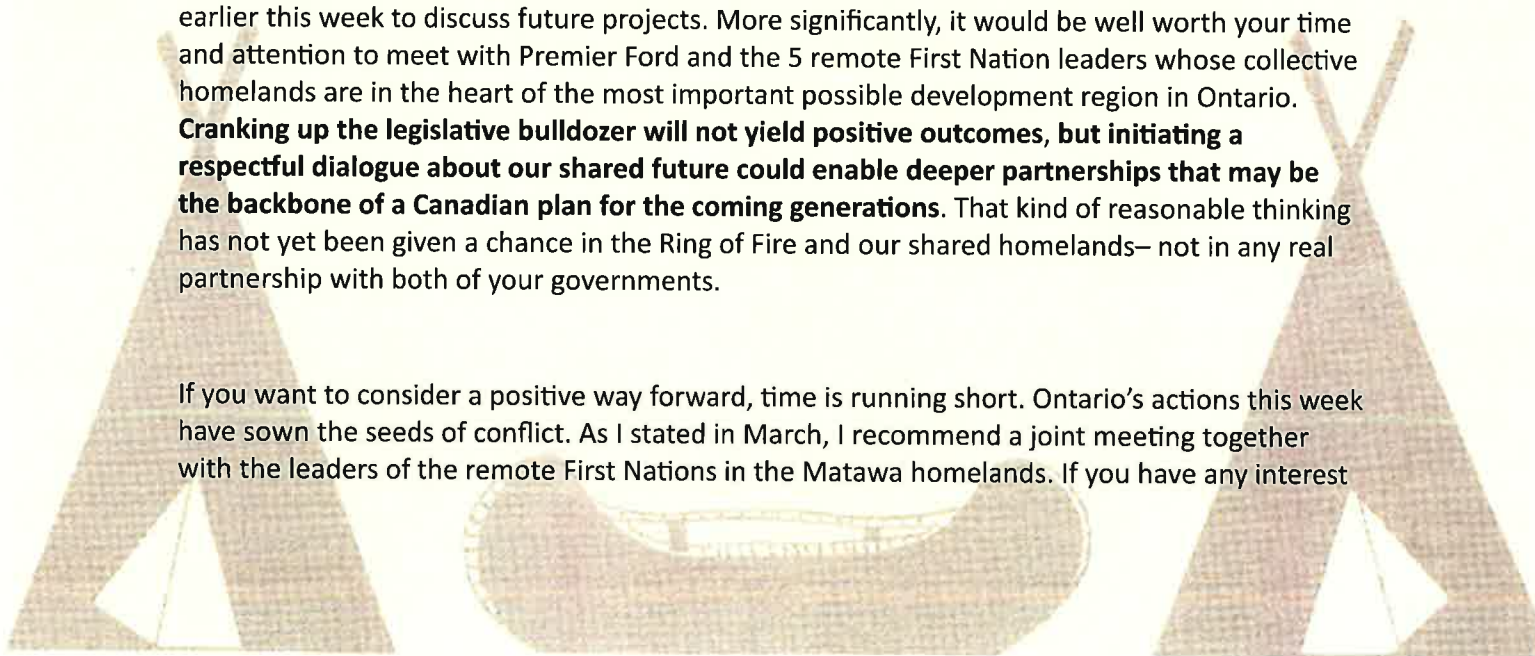 earlier this week to discuss future projects. More significantly, it would be well worth your time
and attention to meet with Premier Ford and the 5 remote First Nation leaders whose collective
homelands are in the heart of the most important possible development region in Ontario.
Cranking up the legislative bulldozer will not yield positive outcomes, but initiating a
respectful dialogue about our shared future could enable deeper partnerships that may be
the backbone of a Canadian plan for the coming generations. That kind of reasonable thinking
has not yet been given a chance in the Ring of Fire and our shared homelands– not in any real
partnership with both of your governments.
If you want to consider a positive way forward, time is running short. Ontario's actions this week
have sown the seeds of conflict. As I stated in March, I recommend a joint meeting together
with the leaders of the remote First Nations in the Matawa homelands. If you have any interest